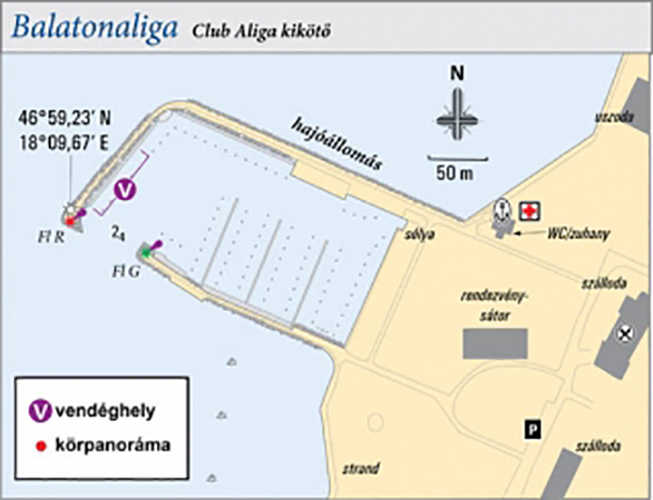 Balatonaliga Club Aliga kikötő
46°59,23′ N
18°09,67′ E
N
50 m
hajóállomás
uszoda
V
Fl R
2₄
Fl G
sólya
WC/zuhany
rendezvény-
sátor
szálloda
P
szálloda
strand
V vendéghely
körpanoráma